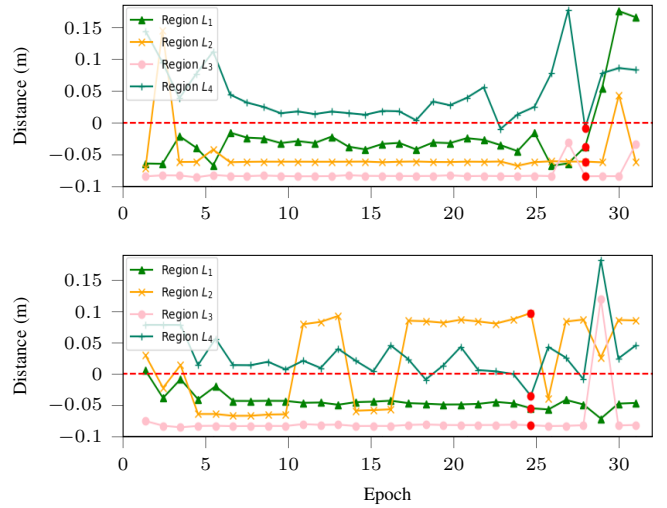 0.15
0.1
0.05
0
−0.05
−0.1
Distance (m)
Region L1
Region L2
Region L3
Region L4
0 5 10 15 20 25 30
0.15
0.1
0.05
0
−0.05
−0.1
Distance (m)
Region L1
Region L2
Region L3
Region L4
0 5 10 15 20 25 30
Epoch